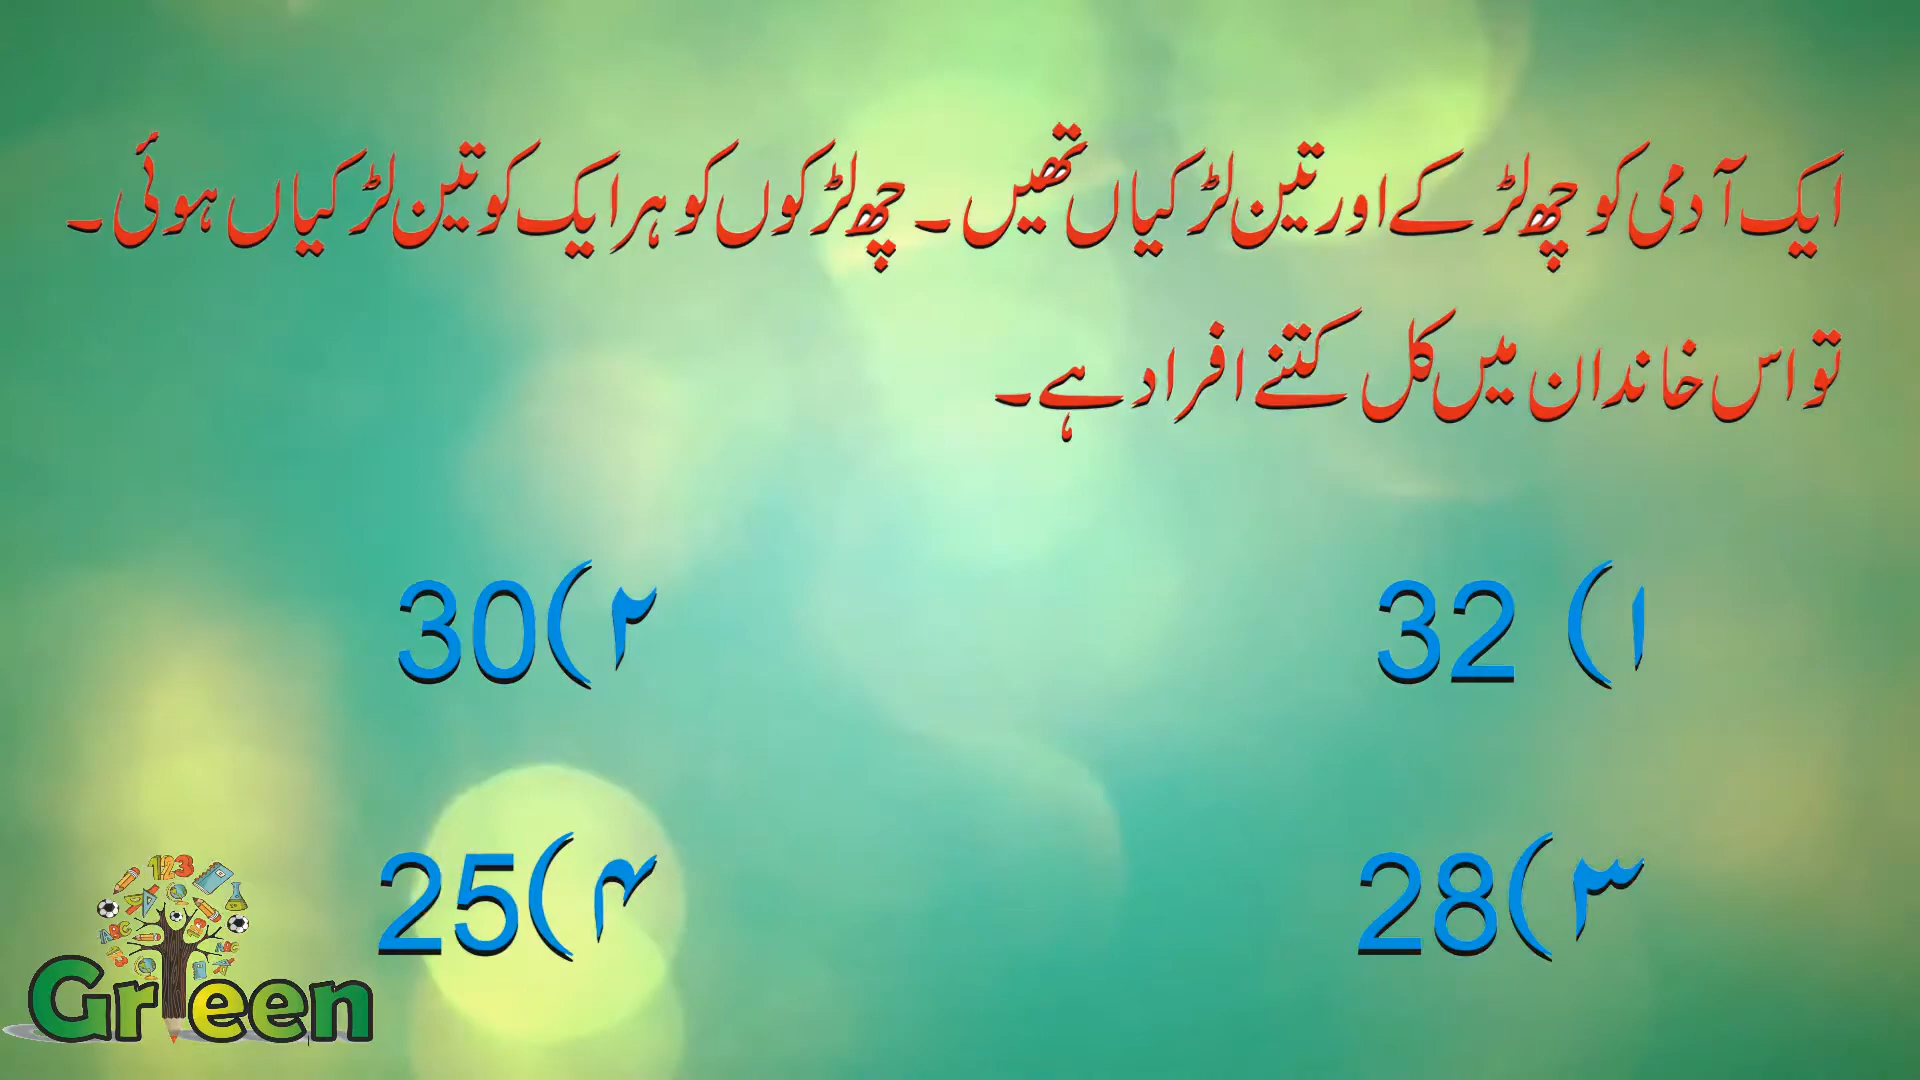 ایک آدمی کو چھ لڑکے اور تین لڑکیاں تھیں۔ چھ لڑکوں کو ہر ایک کو تین لڑکیاں ہوئی۔
تو اس خاندان میں کل کتنے افراد ہے۔
۱) 32
۲)30
۳)28
۴)25
Green